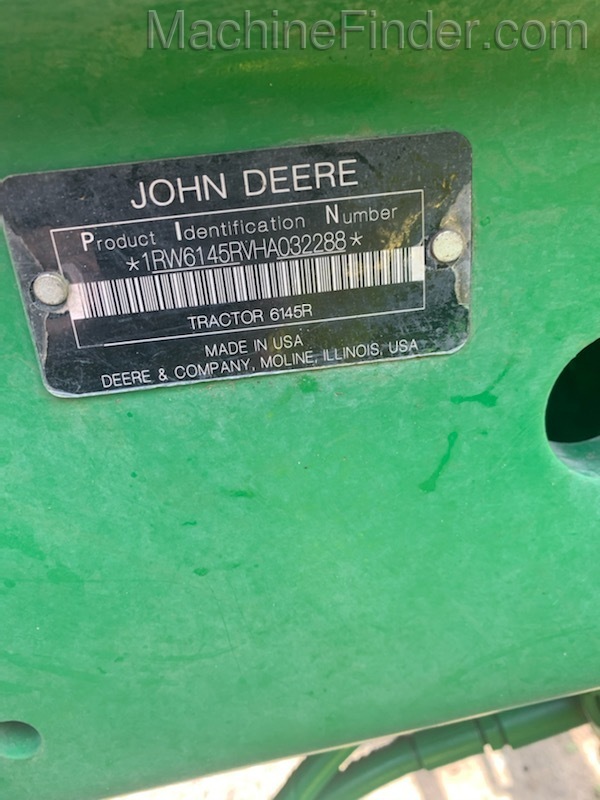 MachineFinder.com
JOHN DEERE
Product Identification Number
*1RW6145RVHA032288*
TRACTOR 6145R
MADE IN USA
DEERE & COMPANY, MOLINE, ILLINOIS, USA